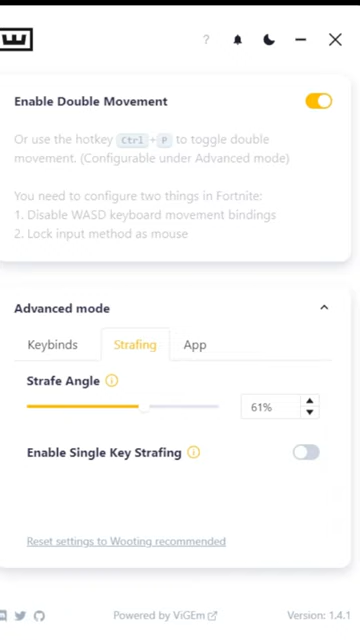 ?
Enable Double Movement
Or use the hotkey Ctrl + P to toggle double
movement. (Configurable under Advanced mode)
You need to configure two things in Fortnite:
1. Disable WASD keyboard movement bindings
2. Lock input method as mouse
Advanced mode
Keybinds Strafing App
Strafe Angle
61%
Enable Single Key Strafing
Reset settings to Wooting recommended
Powered by ViGEm Version: 1.4.1